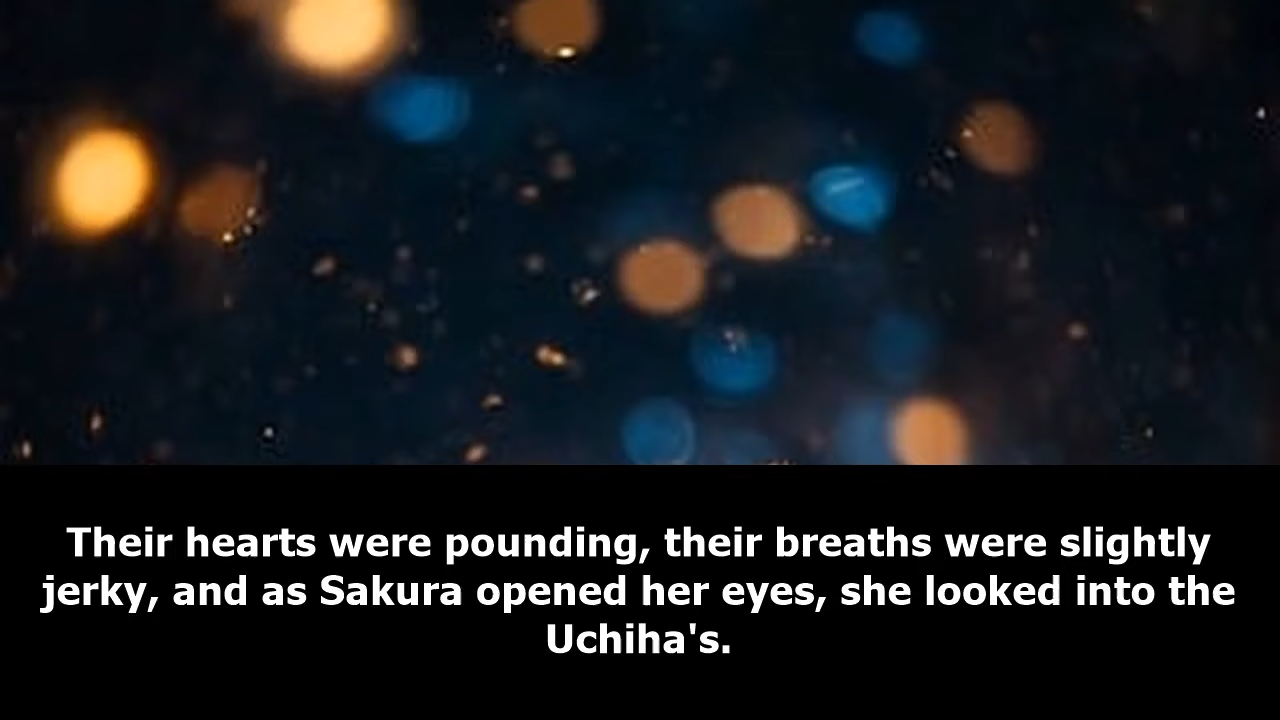 Their hearts were pounding, their breaths were slightly
jerky, and as Sakura opened her eyes, she looked into the
Uchiha's.